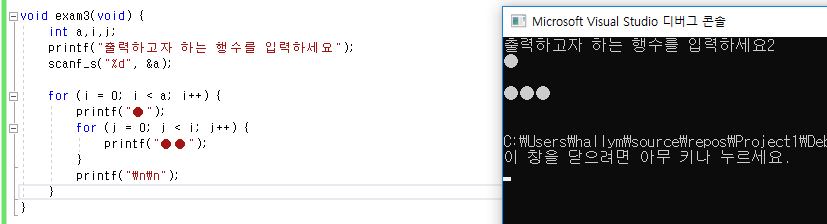 void exam3(void) {
int a,i,j;
printf("출력하고자 하는 행수를 입력하세요");
scanf_s("%d", &a);
for (i = 0; i < a; i++) {
printf("●");
for (j = 0; j < i; j++) {
printf("●●");
}
printf("₩n₩n");
}
}
Microsoft Visual Studio 디버그 콘솔
출력하고자 하는 행수를 입력하세요2
●
●●●
C:₩Users₩hallym₩source₩repos₩Project1₩Deb
이 창을 닫으려면 아무 키나 누르세요.